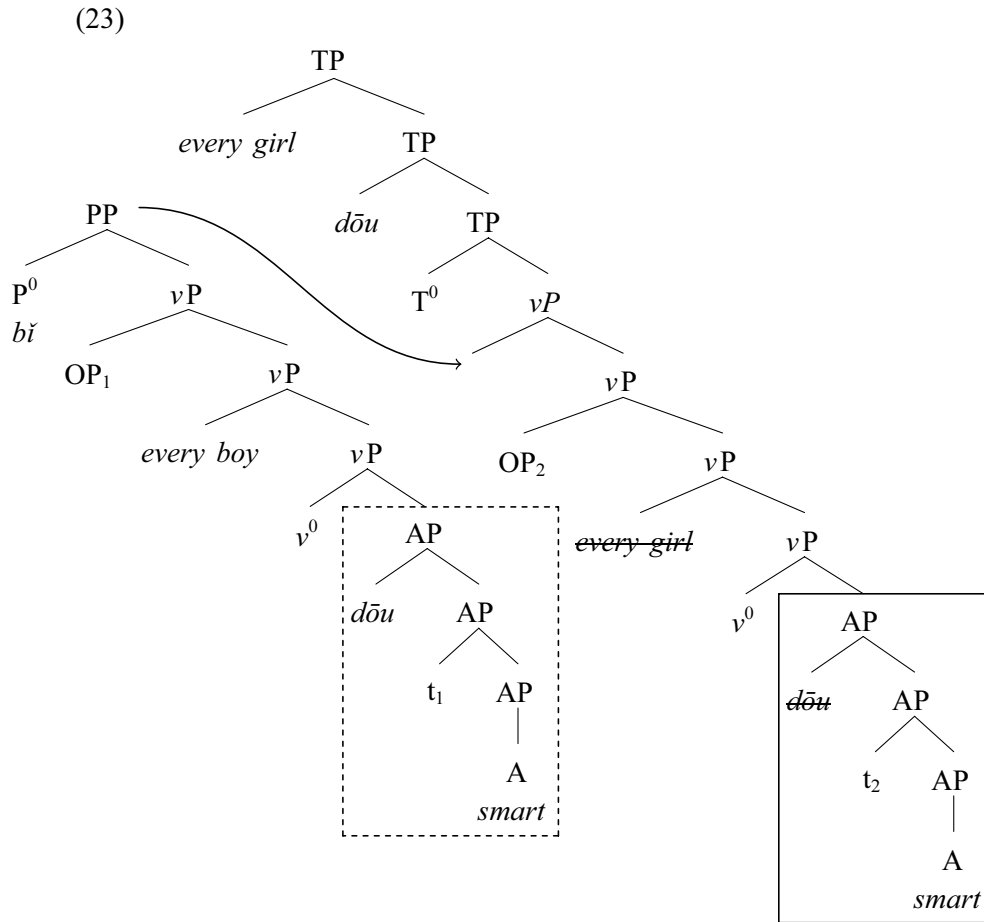 (23)
TP
every girl TP
PP dōu TP
P⁰ vP T⁰ vP
bǐ
OP₁ vP vP
every boy vP OP₂ vP
v⁰ AP every girl vP
dōu AP v⁰ AP
t₁ AP dōu AP
A t₂ AP
smart
A
smart